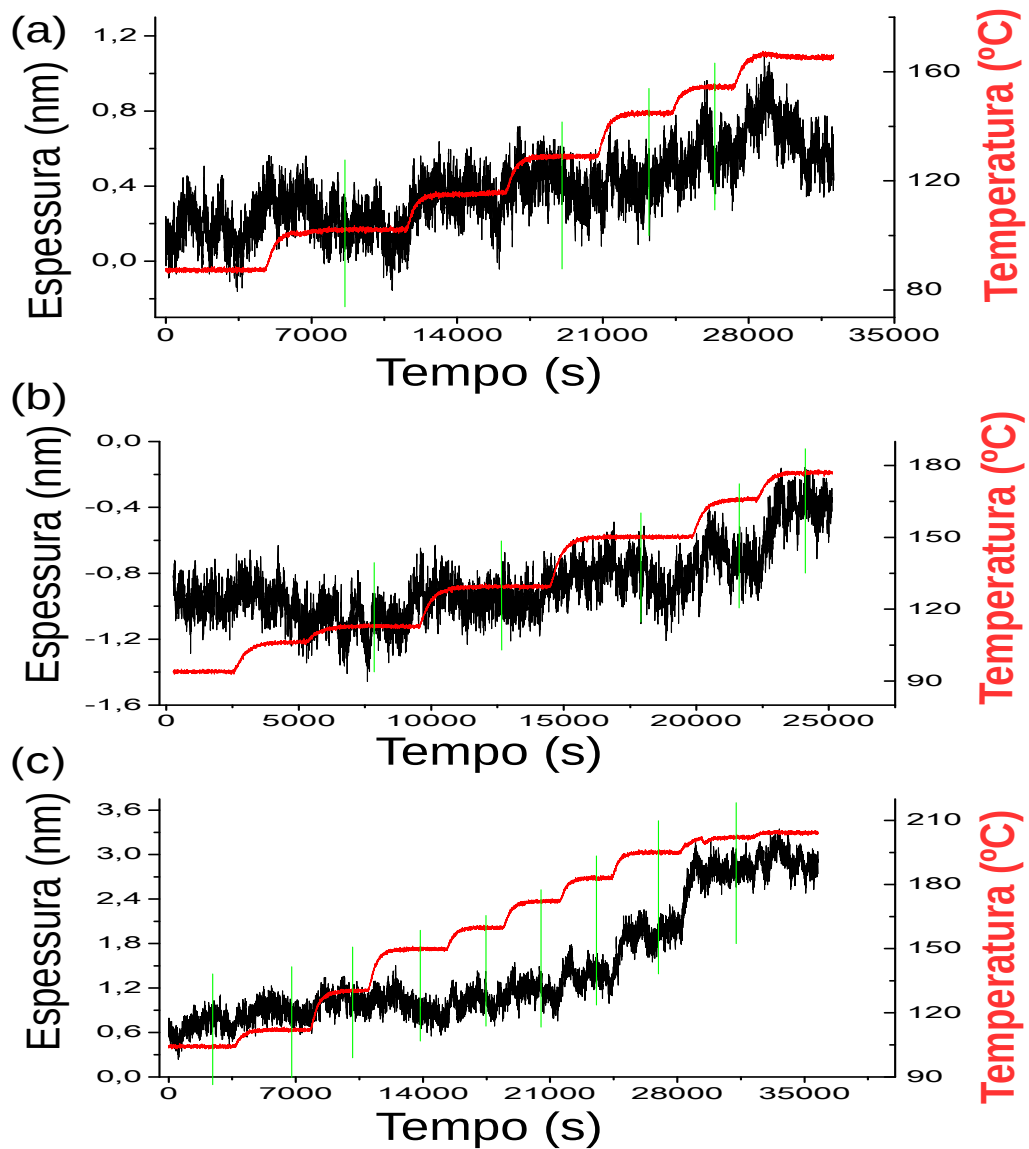 (a)
Espessura (nm)
1,2
0,8
0,4
0,0
160
120
80
Temperatura (ºC)
0 7000 14000 21000 28000 35000
Tempo (s)
(b)
Espessura (nm)
0,0
-0,4
-0,8
-1,2
-1,6
180
150
120
90
Temperatura (ºC)
0 5000 10000 15000 20000 25000
Tempo (s)
(c)
Espessura (nm)
3,6
3,0
2,4
1,8
1,2
0,6
0,0
210
180
150
120
90
Temperatura (ºC)
0 7000 14000 21000 28000 35000
Tempo (s)